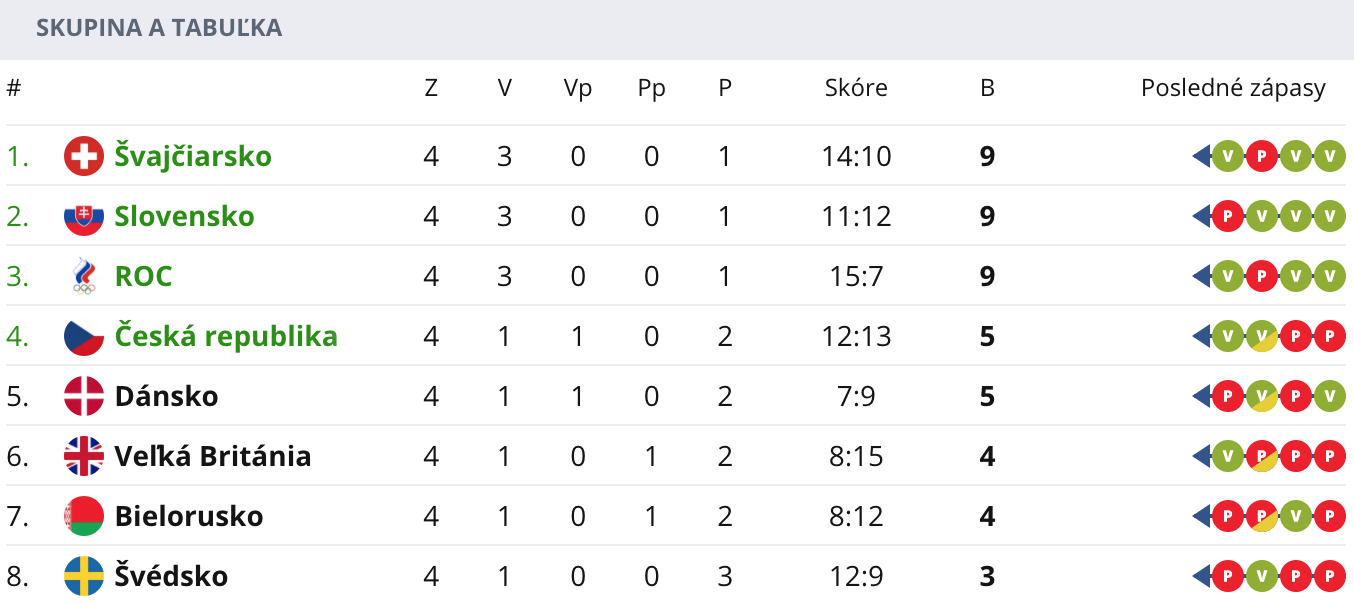 SKUPINA A TABUĽKA
# Z V Vp Pp P Skóre B Posledné zápasy
1. Švajčiarsko 4 3 0 0 1 14:10 9 V P V V
2. Slovensko 4 3 0 0 1 11:12 9 P V V V
3. ROC 4 3 0 0 1 15:7 9 V P V V
4. Česká republika 4 1 1 0 2 12:13 5 V V P P
5. Dánsko 4 1 1 0 2 7:9 5 P V P V
6. Veľká Británia 4 1 0 1 2 8:15 4 V P P P
7. Bielorusko 4 1 0 1 2 8:12 4 P P V P
8. Švédsko 4 1 0 0 3 12:9 3 P V P P